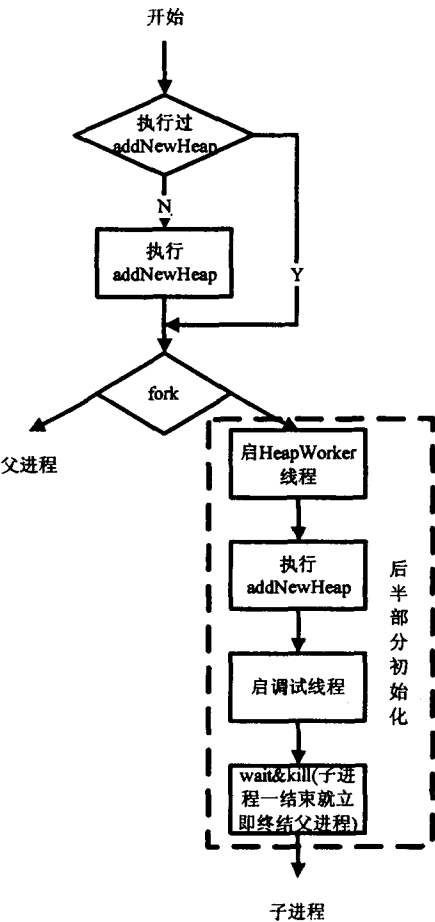 开始
执行过
addNewHeap
N
执行
addNewHeap
Y
fork
父进程
启HeapWorker
线程
执行
addNewHeap
启调试线程
wait&kill(子进
程一结束就立
即终结父进程)
后
半
部
分
初
始
化
子进程